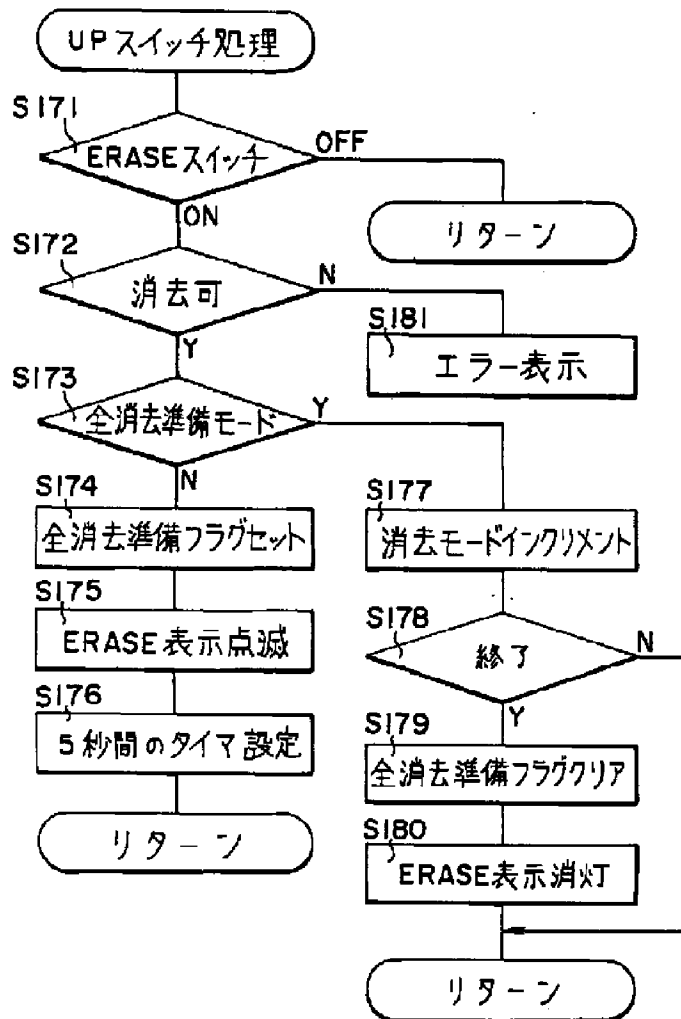 UPスイッチ処理
S171
ERASEスイッチ
OFF
ON
リターン
S172
消去可
N
Y
S181
エラー表示
S173
全消去準備モード
Y
N
S174
全消去準備フラグセット
S175
ERASE表示点滅
S176
5秒間のタイマ設定
リターン
S177
消去モードインクリメント
S178
終了
N
Y
S179
全消去準備フラグクリア
S180
ERASE表示消灯
リターン